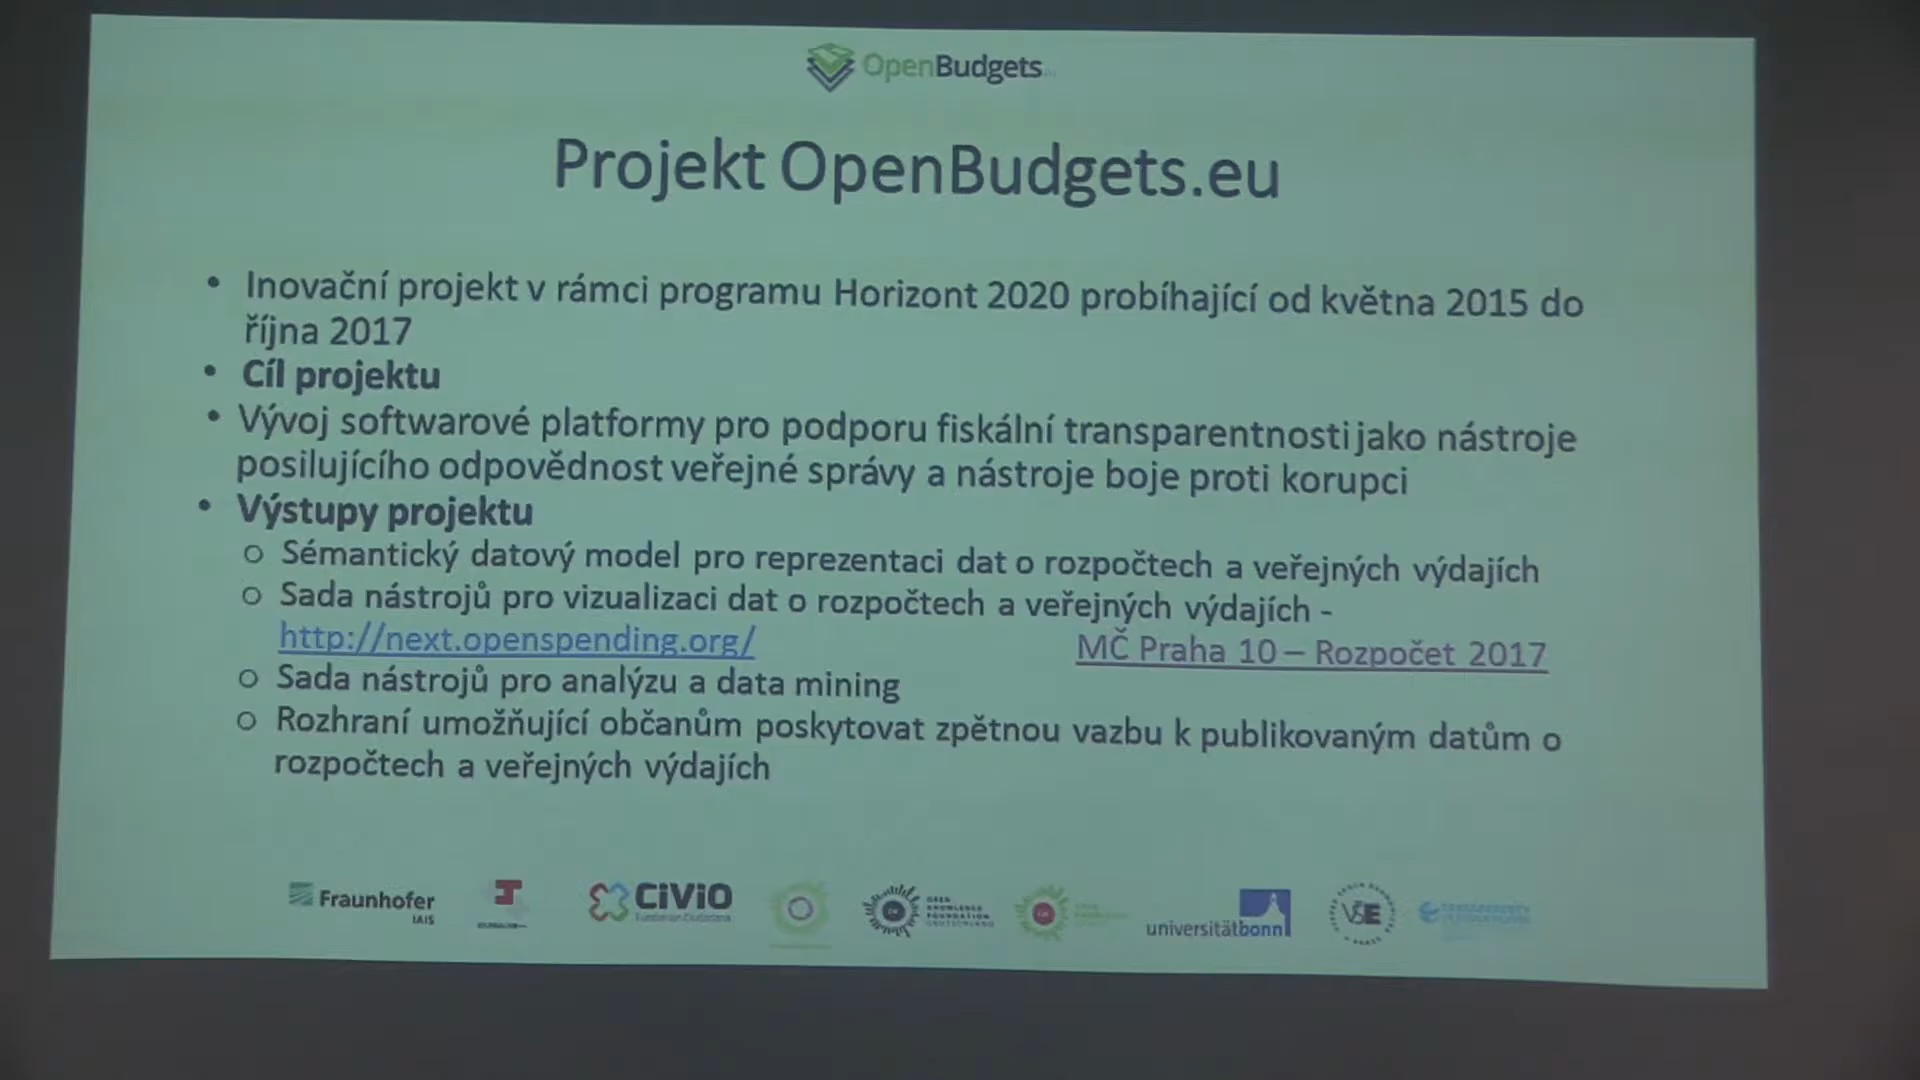 OpenBudgets
Projekt OpenBudgets.eu
• Inovační projekt v rámci programu Horizont 2020 probíhající od května 2015 do
října 2017
• Cíl projektu
• Vývoj softwarové platformy pro podporu fiskální transparentnosti jako nástroje
posilujícího odpovědnost veřejné správy a nástroje boje proti korupci
• Výstupy projektu
o Sémantický datový model pro reprezentaci dat o rozpočtech a veřejných výdajích
o Sada nástrojů pro vizualizaci dat o rozpočtech a veřejných výdajích -
http://next.openspending.org/ MČ Praha 10 – Rozpočet 2017
o Sada nástrojů pro analýzu a data mining
o Rozhraní umožňující občanům poskytovat zpětnou vazbu k publikovaným datům o
rozpočtech a veřejných výdajích
Fraunhofer
IAIS
CiViO
Fundación Ciudadana
OPEN
KNOWLEDGE
FOUNDATION
DEUTSCHLAND
universitätbonn
VŠE